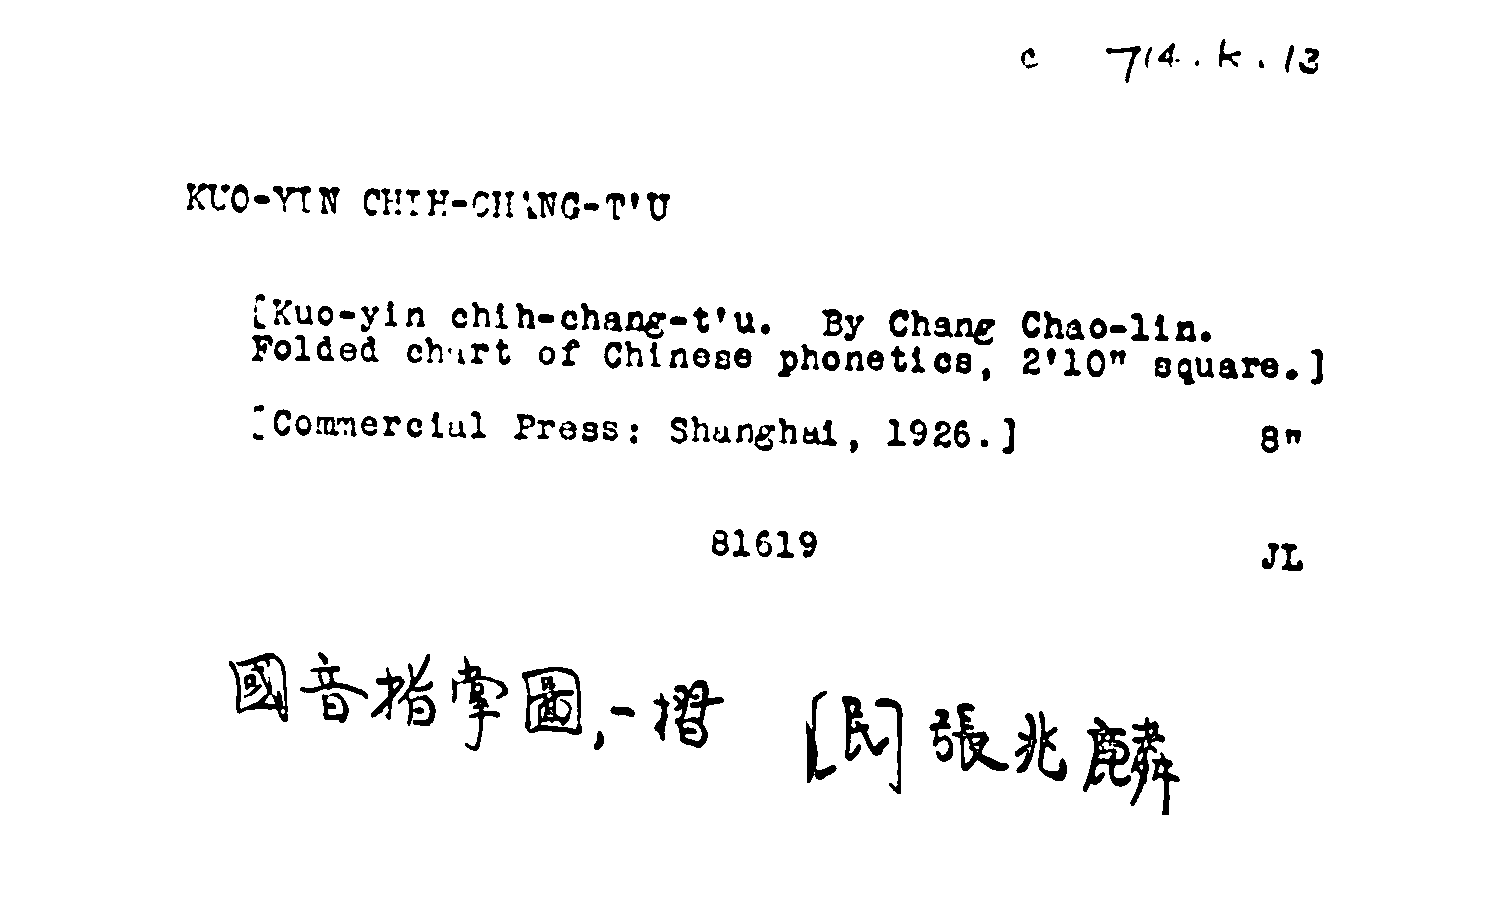 c 714.k.13
KUO-YIN CHIH-CHANG-T'U
[Kuo-yin chih-chang-t'u. By Chang Chao-lin.
Folded chart of Chinese phonetics, 2'10" square.]
[Commercial Press: Shanghai, 1926.] 8"
81619 JL
國音指掌圖,一摺 [民] 張兆麟